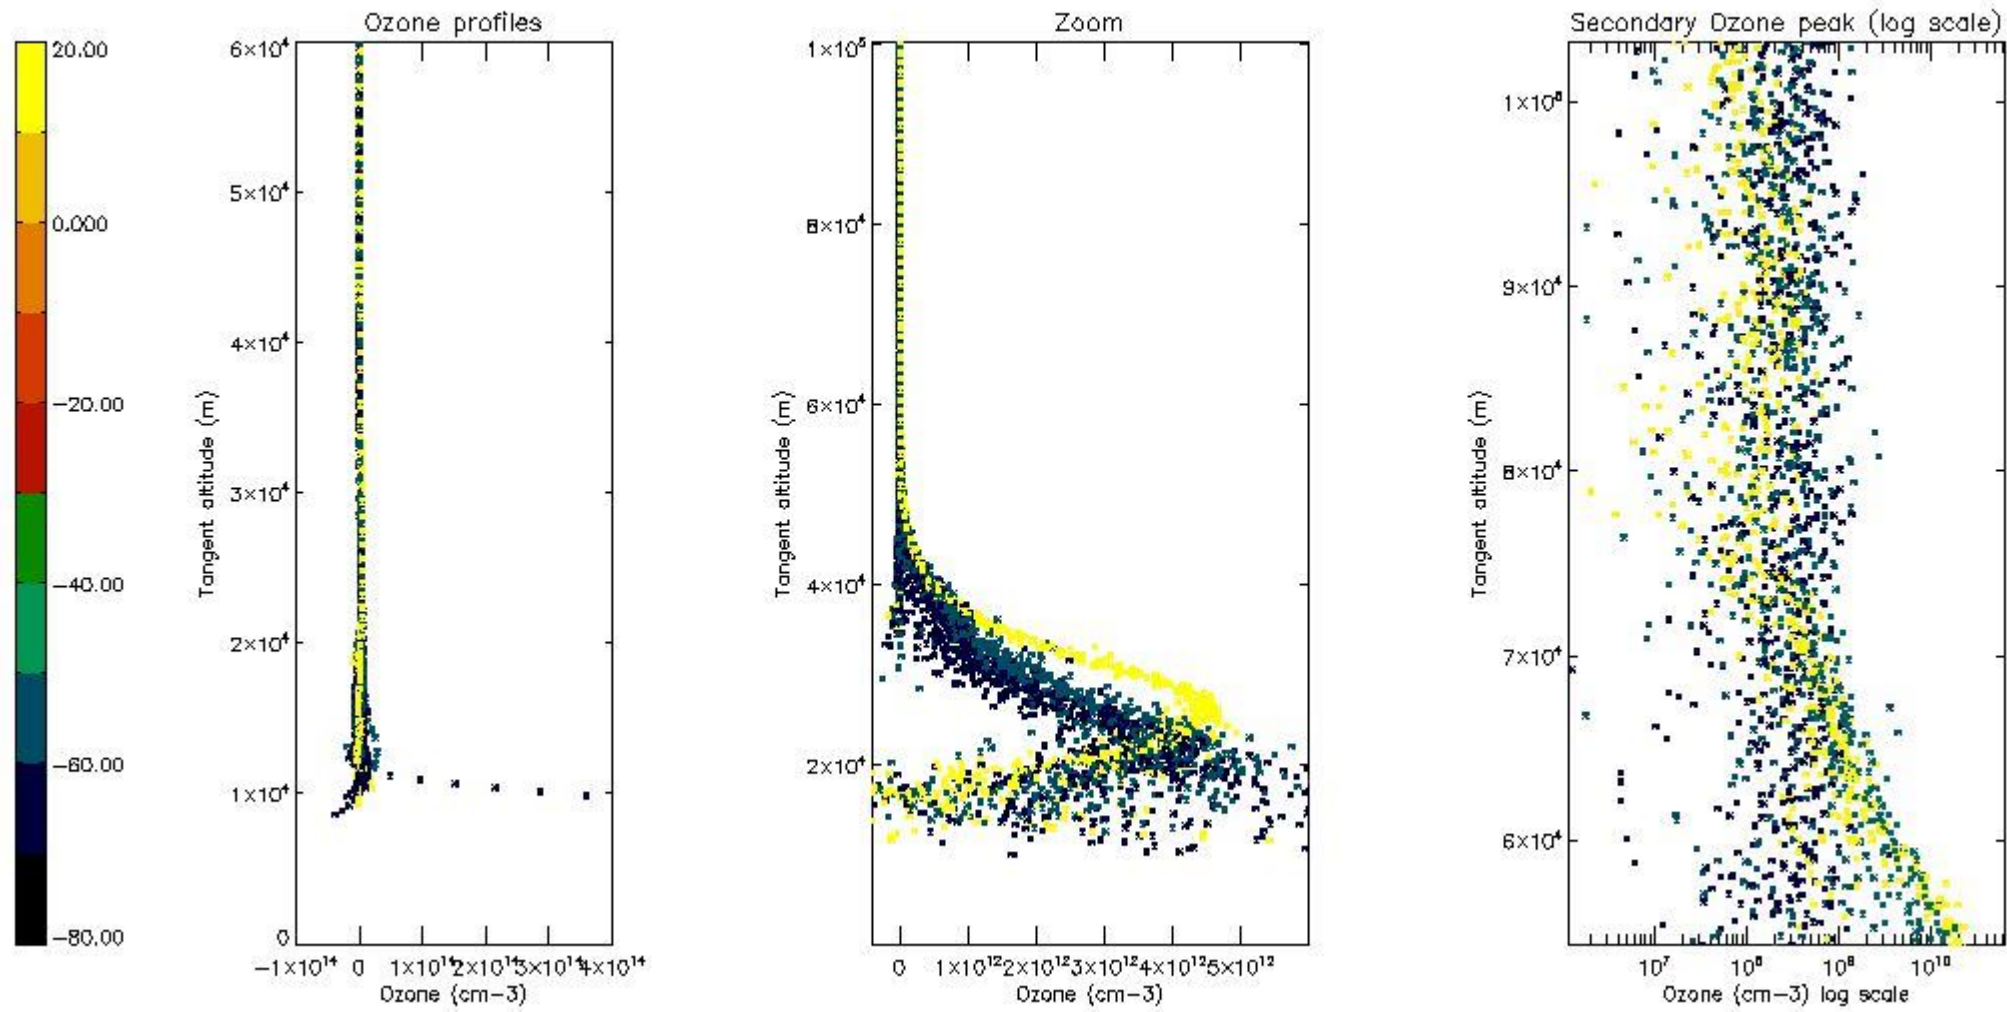 Ozone profiles
Zoom
Secondary Ozone peak (log scale)
20.00
0.000
−20.00
−40.00
−60.00
−80.00
6×10⁴
5×10⁴
4×10⁴
3×10⁴
2×10⁴
1×10⁴
0
Tangent altitude (m)
−1×10¹⁴ 0 1×10¹⁴ 2×10¹⁴ 3×10¹⁴ 4×10¹⁴
Ozone (cm−3)
1×10⁵
8×10⁴
6×10⁴
4×10⁴
2×10⁴
Tangent altitude (m)
0 1×10¹² 2×10¹² 3×10¹² 4×10¹² 5×10¹²
Ozone (cm−3)
9×10⁴
8×10⁴
7×10⁴
6×10⁴
Tangent altitude (m)
10⁷ 10⁹ 10¹⁰
Ozone (cm−3) log scale